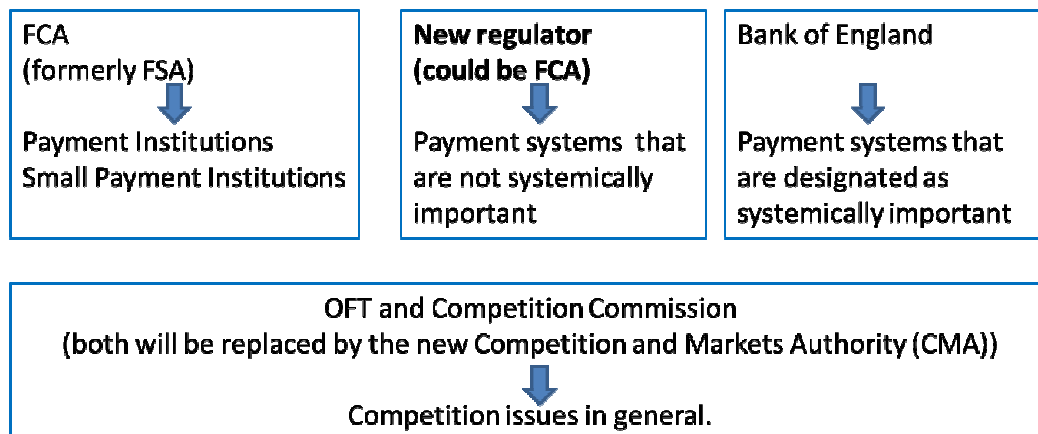 FCA
(formerly FSA)
Payment Institutions
Small Payment Institutions
New regulator
(could be FCA)
Payment systems that
are not systemically
important
Bank of England
Payment systems that
are designated as
systemically important
OFT and Competition Commission
(both will be replaced by the new Competition and Markets Authority (CMA))
Competition issues in general.